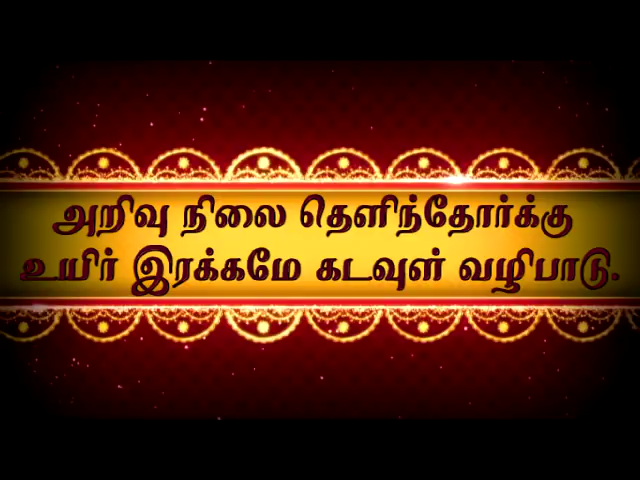 அறிவு நிலை தெளிந்தோர்க்கு
உயிர் இரக்கமே கடவுள் வழிபாடு.